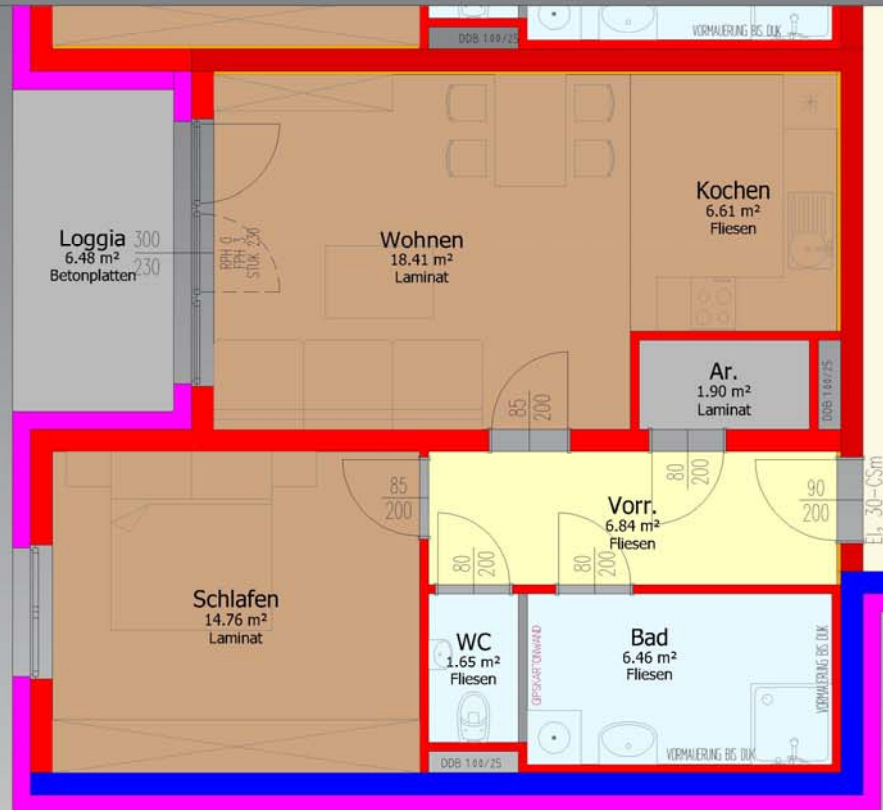 DDB 100/25
VORMAUERUNG BIS DUK
Kochen
6.61 m²
Fliesen
Loggia
6.48 m²
Betonplatten
300
230
RPH 0
FPH 3
STUK 230
Wohnen
18.41 m²
Laminat
Ar.
1.90 m²
Laminat
DDB 100/25
85
200
80
200
85
200
Vorr.
6.84 m²
Fliesen
90
200
EI₂ 30-CSm
80
200
80
200
Schlafen
14.76 m²
Laminat
WC
1.65 m²
Fliesen
GIPSKARTONWAND
Bad
6.46 m²
Fliesen
VORMAUERUNG BIS DUK
VORMAUERUNG BIS DUK
DDB 100/25